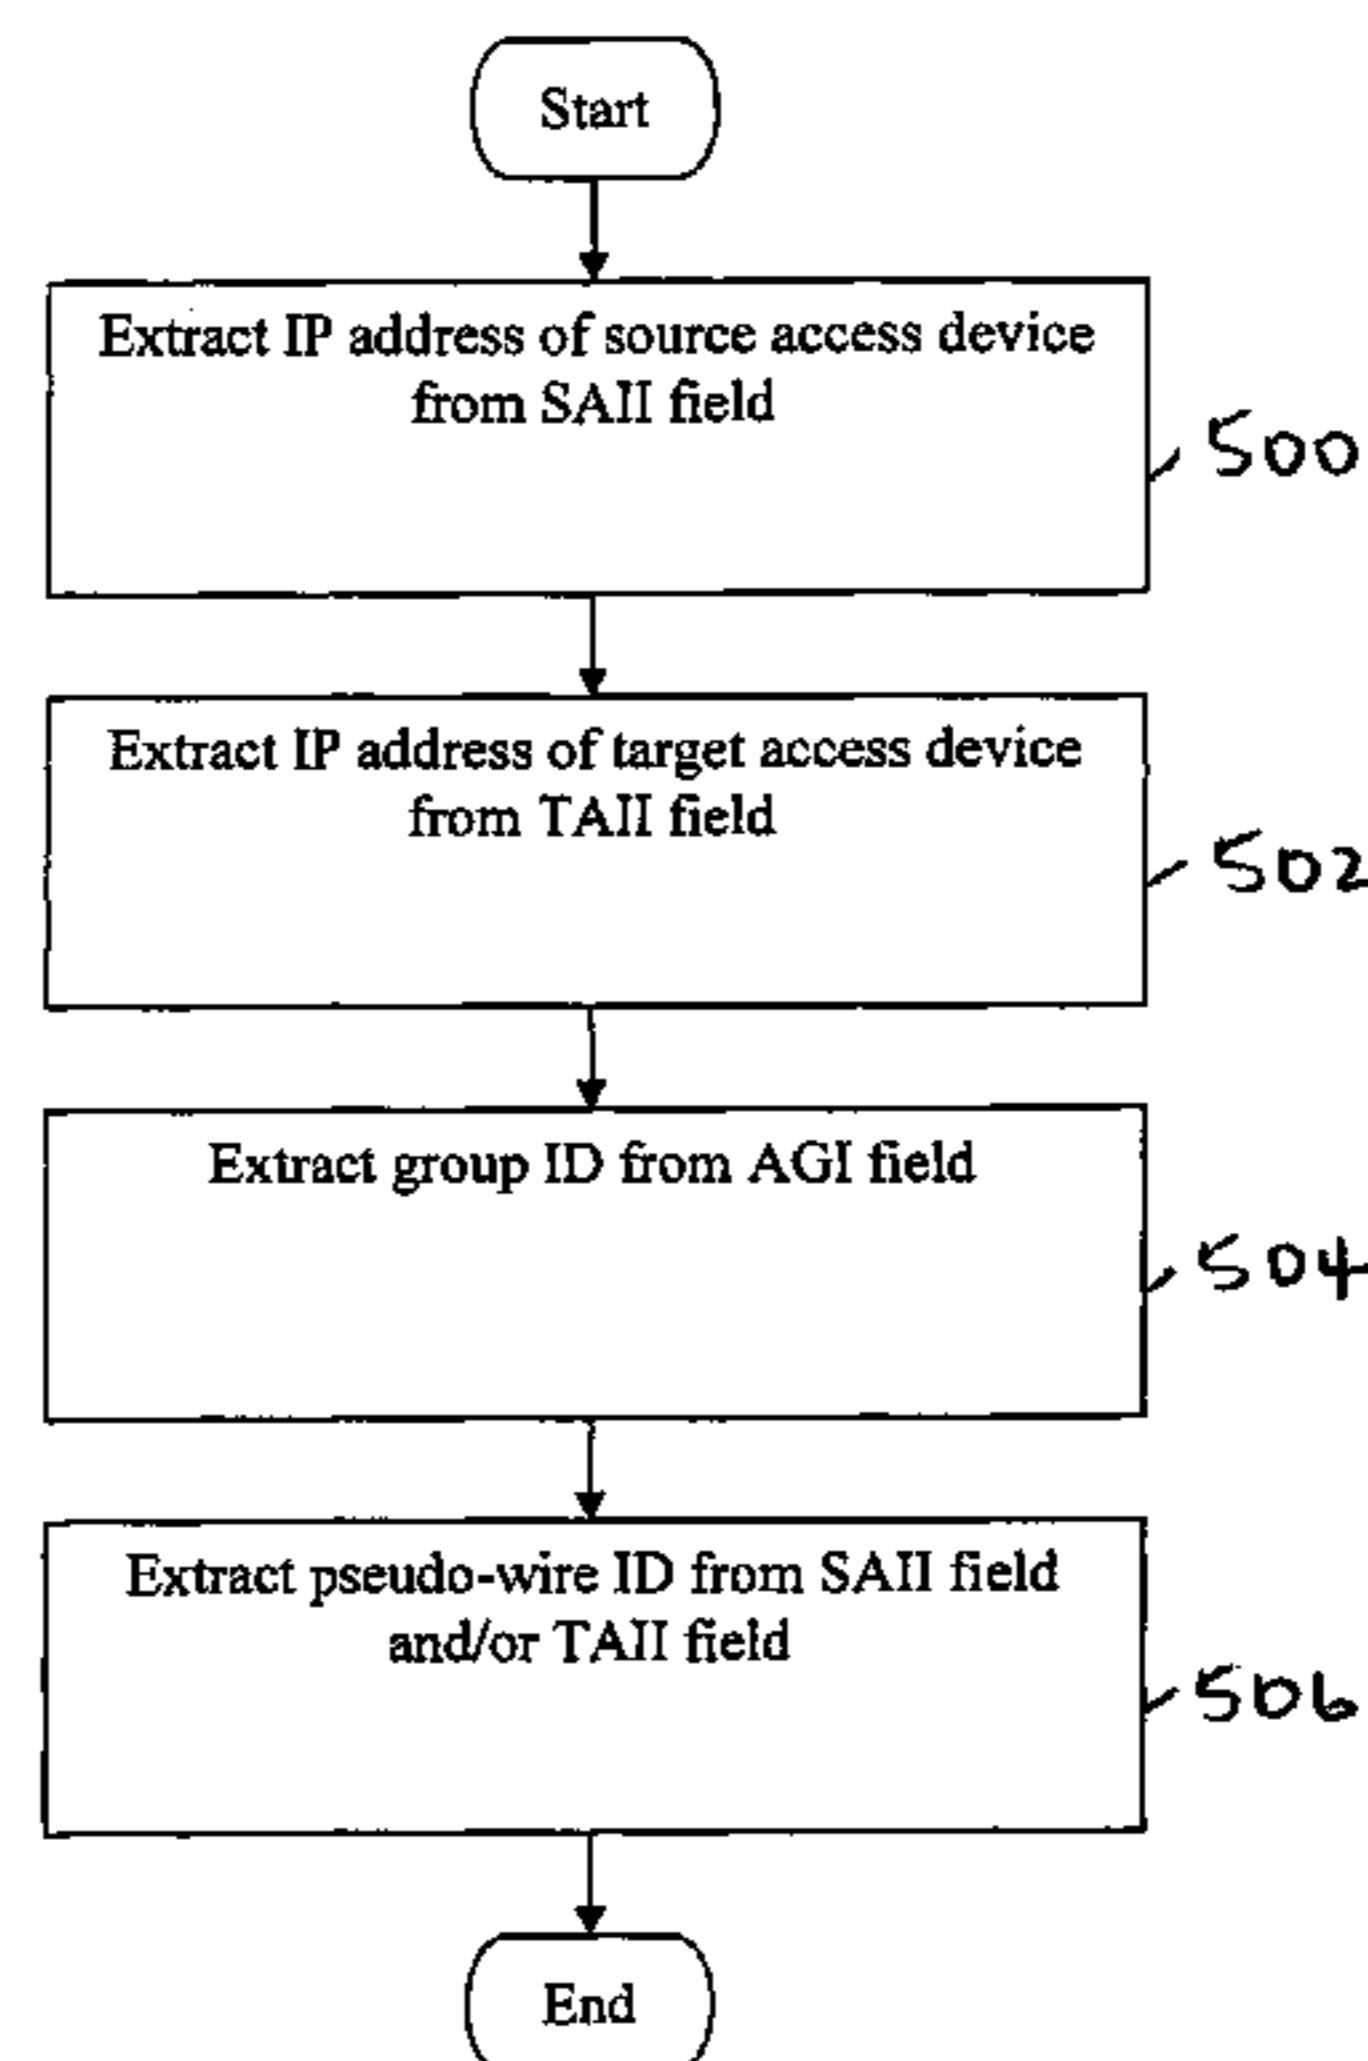 Start
Extract IP address of source access device
from SAII field
500
Extract IP address of target access device
from TAII field
502
Extract group ID from AGI field
504
Extract pseudo-wire ID from SAII field
and/or TAII field
506
End